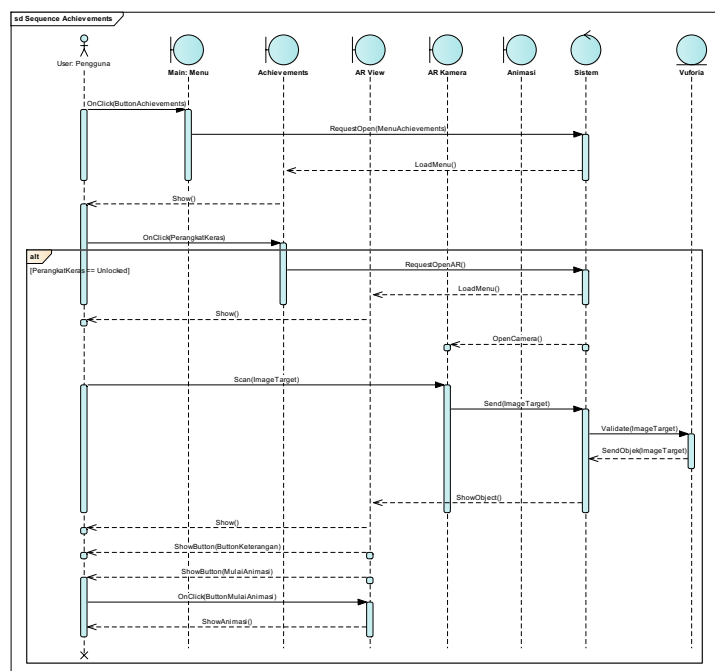 sd Sequence Achievements
User: Pengguna
Main: Menu
Achievements
AR View
AR Kamera
Animasi
Sistem
Vuforia
OnClick(ButtonAchievements)
RequestOpen(MenuAchievements)
LoadMenu()
Show()
OnClick(PerangkatKeras)
alt
[PerangkatKeras == Unlocked]
RequestOpenAR()
LoadMenu()
Show()
OpenCamera()
Scan(ImageTarget)
Send(ImageTarget)
Validate(ImageTarget)
SendObjek(ImageTarget)
ShowObject()
Show()
ShowButton(ButtonKeterangan)
ShowButton(MulaiAnimasi)
OnClick(ButtonMulaiAnimasi)
ShowAnimasi()